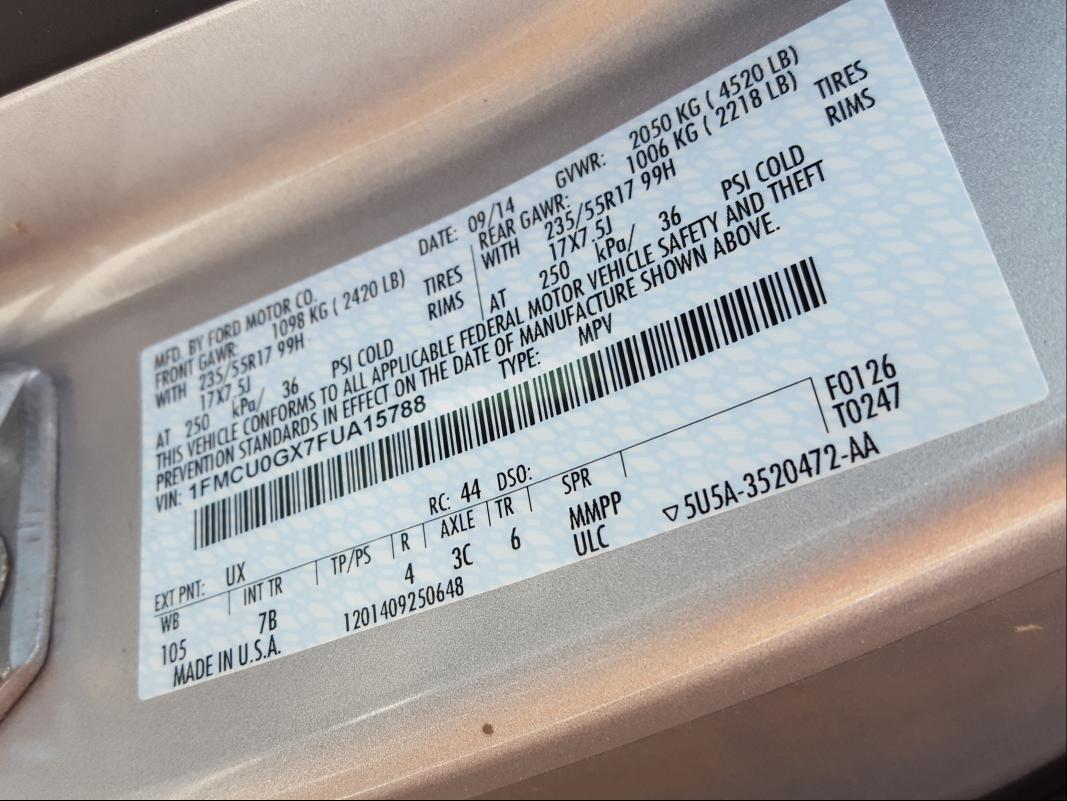 MFD. BY FORD MOTOR CO. DATE: 09/14 GVWR: 2050 KG ( 4520 LB)
FRONT GAWR: 1098 KG ( 2420 LB) REAR GAWR: 1006 KG ( 2218 LB)
WITH 235/55R17 99H TIRES WITH 235/55R17 99H TIRES
17X7.5J RIMS 17X7.5J RIMS
AT 250 kPa/ 36 PSI COLD AT 250 kPa/ 36 PSI COLD
THIS VEHICLE CONFORMS TO ALL APPLICABLE FEDERAL MOTOR VEHICLE SAFETY AND THEFT
PREVENTION STANDARDS IN EFFECT ON THE DATE OF MANUFACTURE SHOWN ABOVE.
VIN: 1FMCU0GX7FUA15788 TYPE: MPV
F0126
T0247
EXT PNT: UX RC: 44 DSO:
WB INT TR TP/PS R AXLE TR SPR
105 7B 4 3C 6 MMPP
ULC
MADE IN U.S.A. 1201409250648
▽5U5A-3520472-AA